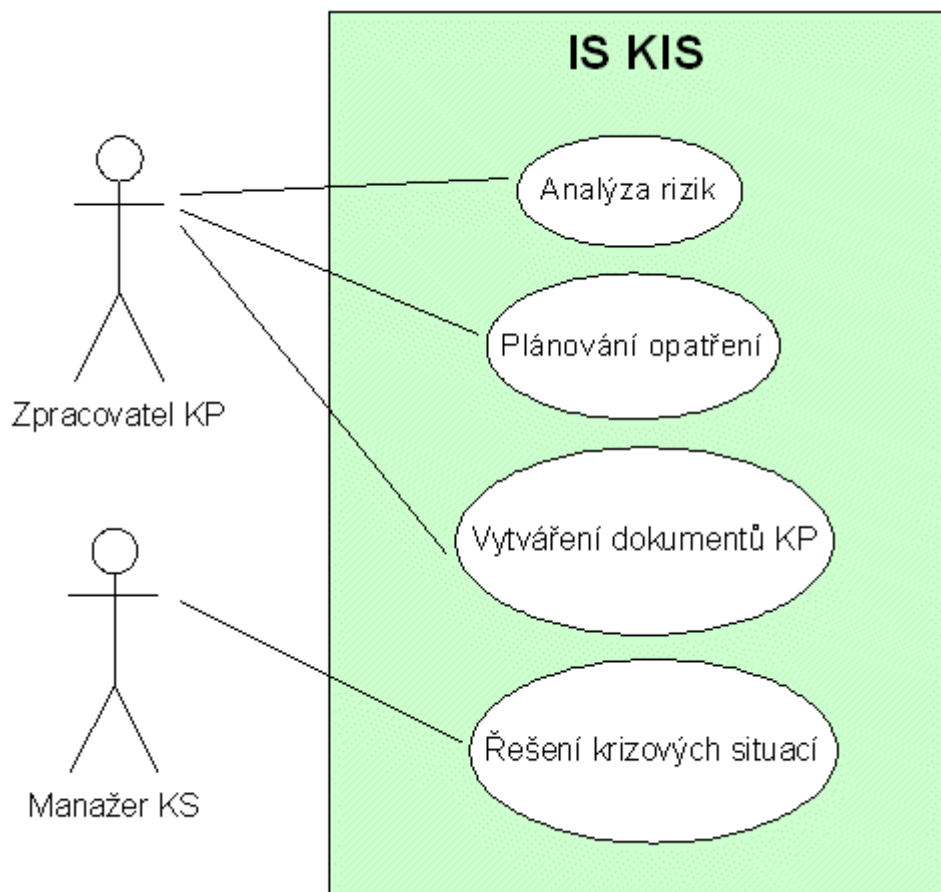 IS KIS
Analýza rizik
Plánování opatření
Zpracovatel KP
Vytváření dokumentů KP
Řešení krizových situací
Manažer KS